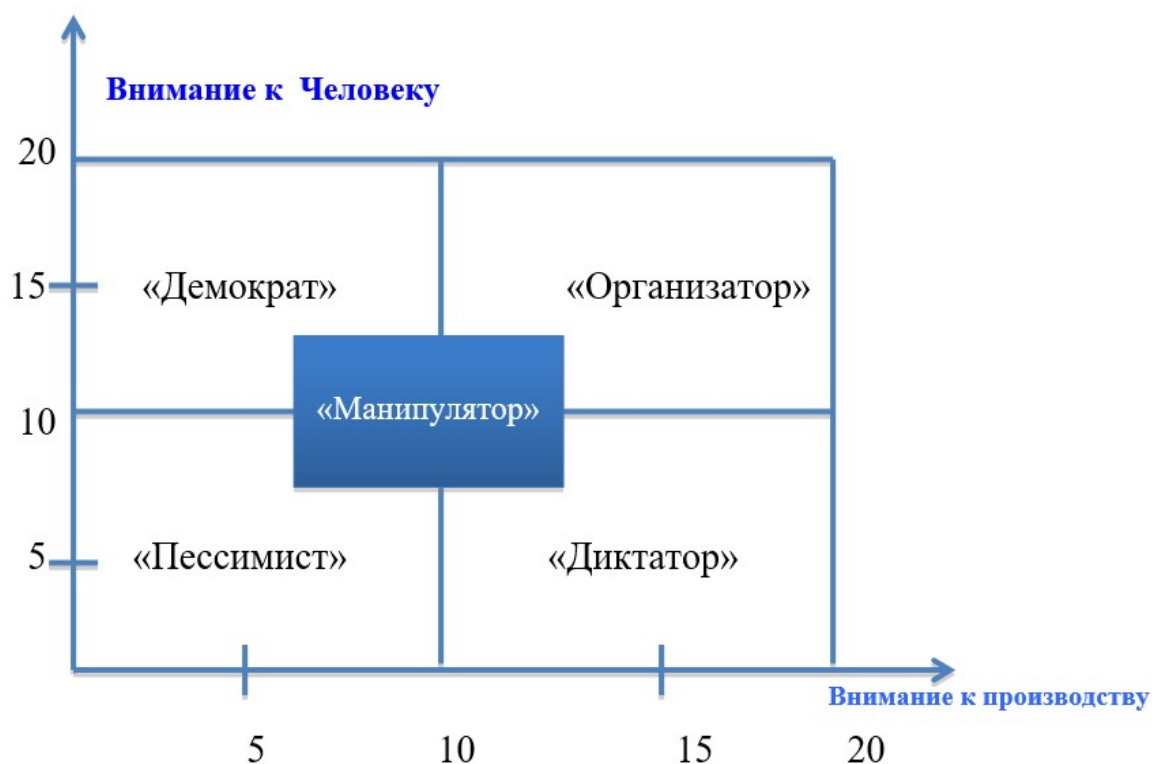 Внимание к Человеку
20
15
«Демократ» «Организатор»
«Манипулятор»
10
5
«Пессимист» «Диктатор»
Внимание к производству
5 10 15 20